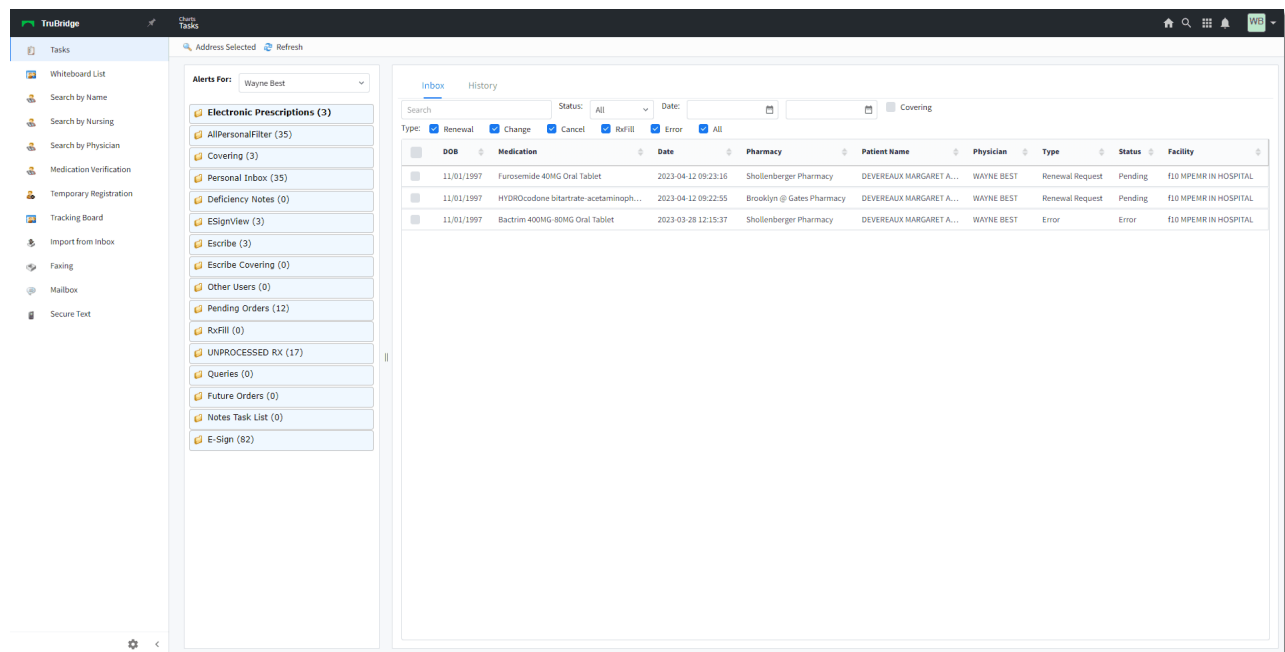 TruBridge
Charts
Tasks
WB
Tasks
Whiteboard List
Search by Name
Search by Nursing
Search by Physician
Medication Verification
Temporary Registration
Tracking Board
Import from Inbox
Faxing
Mailbox
Secure Text
Address Selected Refresh
Alerts For: Wayne Best
Electronic Prescriptions (3)
AllPersonalFilter (35)
Covering (3)
Personal Inbox (35)
Deficiency Notes (0)
ESignView (3)
Escribe (3)
Escribe Covering (0)
Other Users (0)
Pending Orders (12)
RxFill (0)
UNPROCESSED RX (17)
Queries (0)
Future Orders (0)
Notes Task List (0)
E-Sign (82)
Inbox History
Search Status: All Date: Covering
Type: Renewal Change Cancel RxFill Error All
DOB Medication Date Pharmacy Patient Name Physician Type Status Facility
11/01/1997 Furosemide 40MG Oral Tablet 2023-04-12 09:23:16 Shollenberger Pharmacy DEVEREAUX MARGARET A... WAYNE BEST Renewal Request Pending f10 MPEMR IN HOSPITAL
11/01/1997 HYDROcodone bitartrate-acetaminoph... 2023-04-12 09:22:55 Brooklyn @ Gates Pharmacy DEVEREAUX MARGARET A... WAYNE BEST Renewal Request Pending f10 MPEMR IN HOSPITAL
11/01/1997 Bactrim 400MG-80MG Oral Tablet 2023-03-28 12:15:37 Shollenberger Pharmacy DEVEREAUX MARGARET A... WAYNE BEST Error Error f10 MPEMR IN HOSPITAL